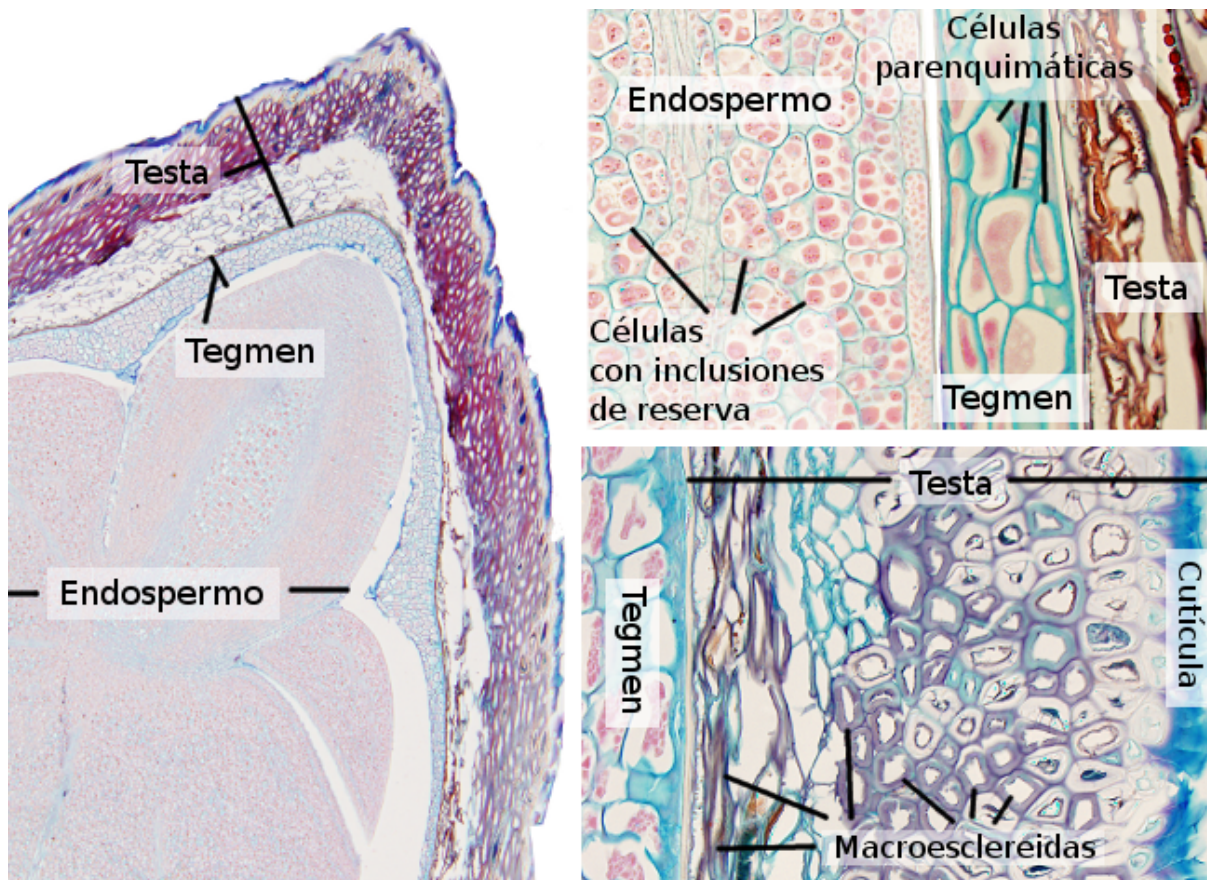 Testa
Tegmen
Endospermo
Células
parenquimáticas
Endospermo
Testa
Células
con inclusiones
de reserva
Tegmen
Testa
Tegmen
Cutícula
Macroesclereidas